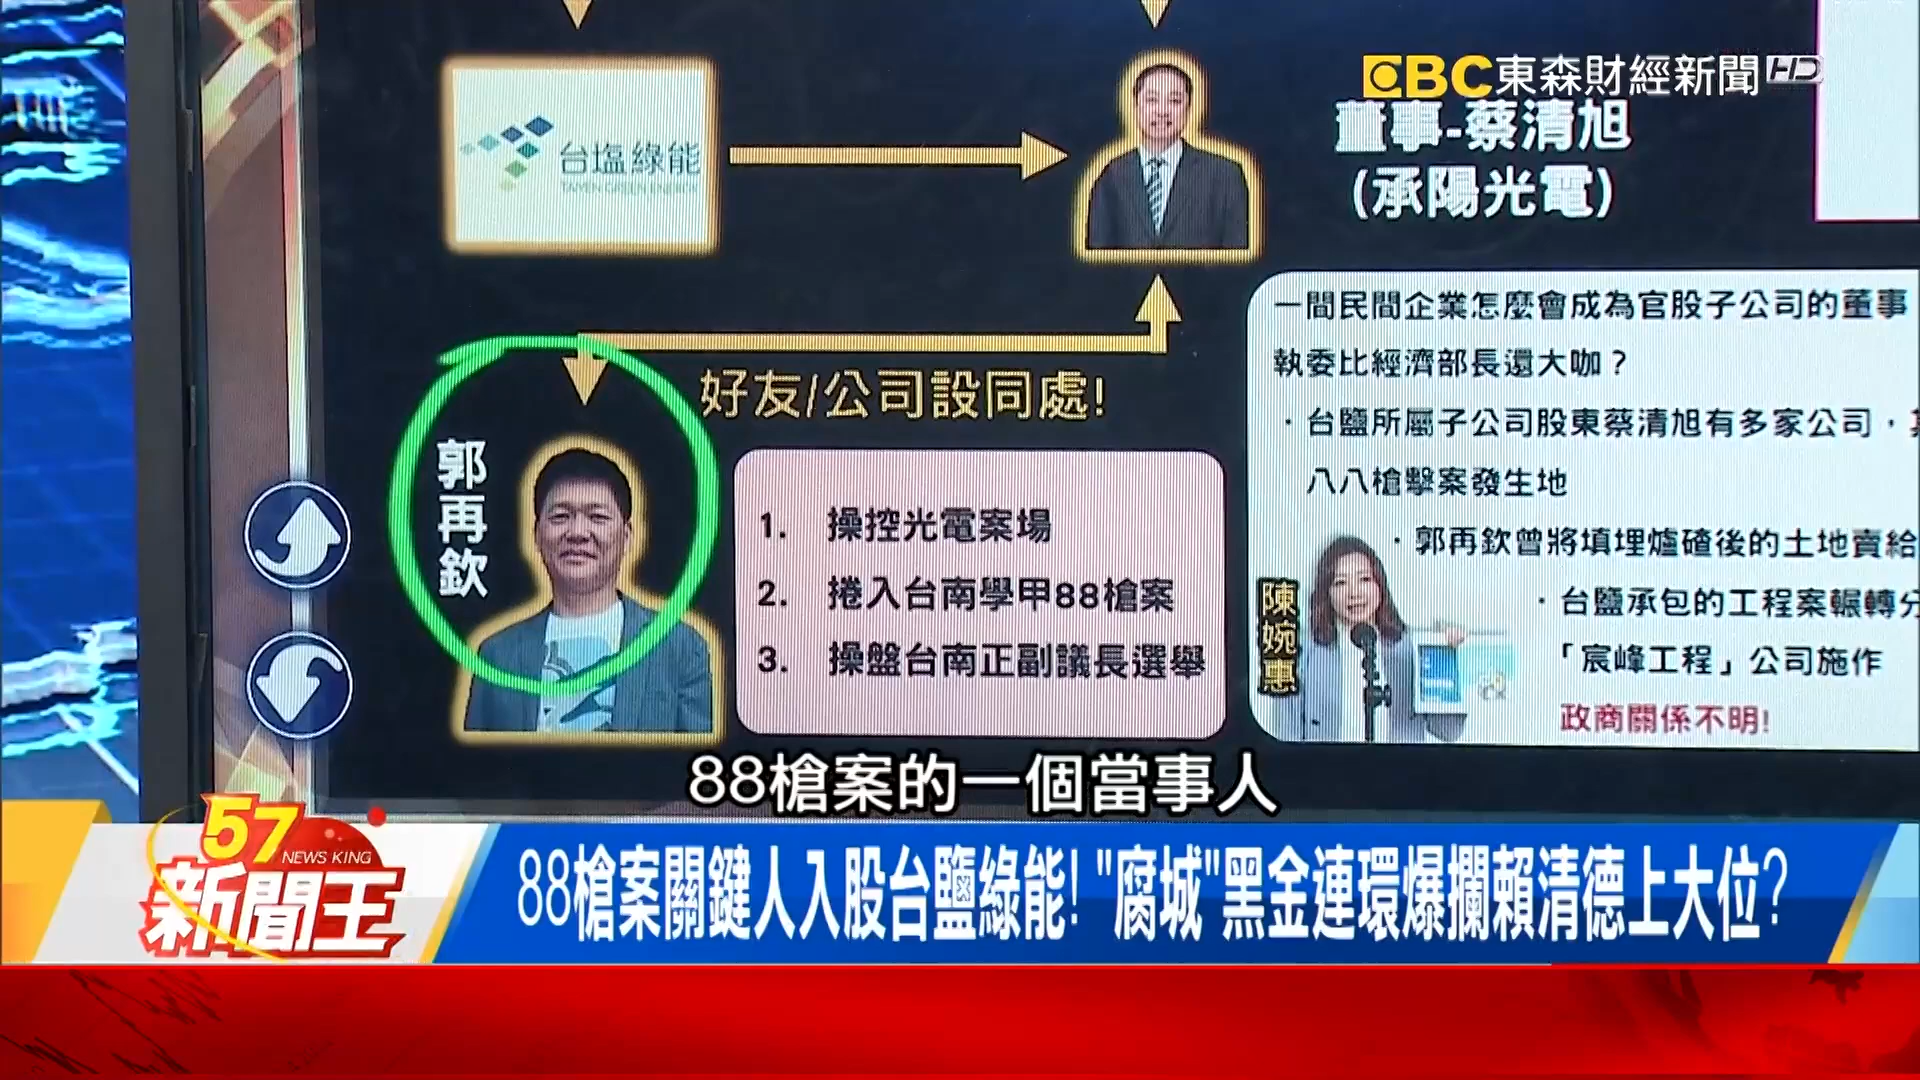 EBC東森財經新聞HD
台塩綠能
TAIYEN GREEN ENERGY
董事-蔡清旭
(承陽光電)
好友/公司設同處!
郭再欽
1. 操控光電案場
2. 捲入台南學甲88槍案
3. 操盤台南正副議長選舉
一間民間企業怎麼會成為官股子公司的董事
執委比經濟部長還大咖？
·台鹽所屬子公司股東蔡清旭有多家公司，
八八槍擊案發生地
·郭再欽曾將填埋爐碴後的土地賣給
·台鹽承包的工程案輾轉分
「宸峰工程」公司施作
政商關係不明!
陳婉惠
88槍案的一個當事人
57
NEWS KING
新聞王
88槍案關鍵人入股台鹽綠能!"腐城"黑金連環爆攔賴清德上大位?